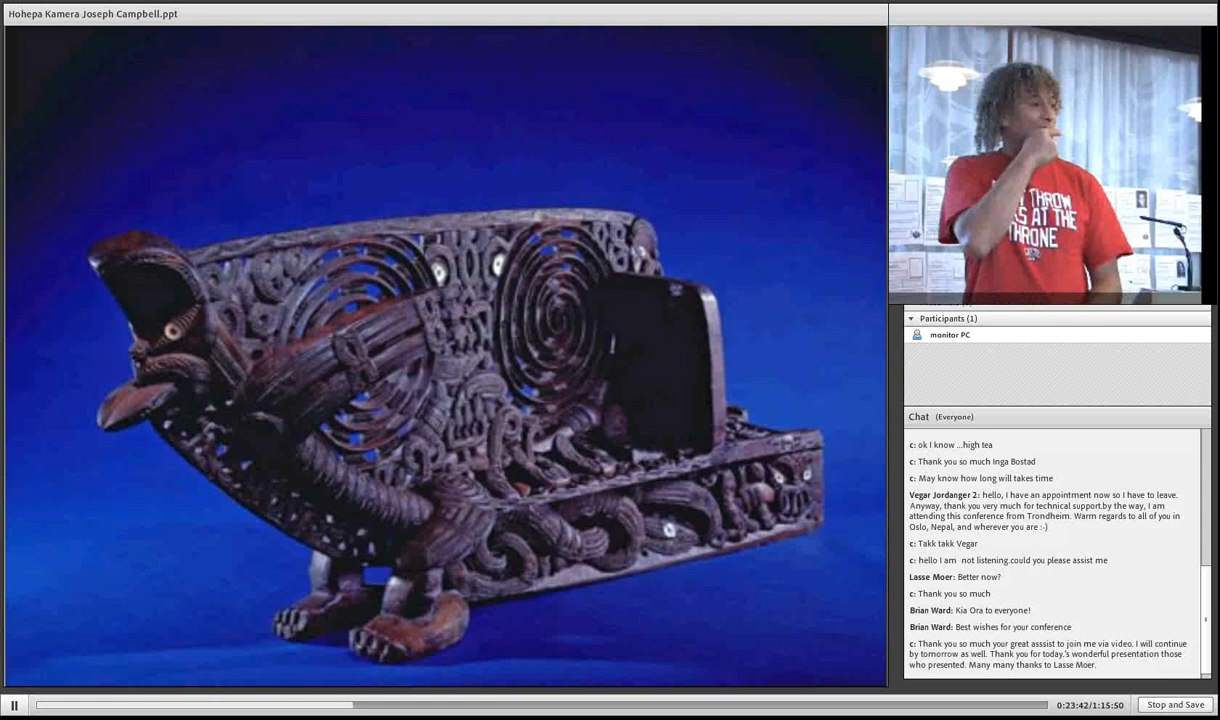 Hohepa Kamera Joseph Campbell.ppt
THROW
AT THE
THRONE
Participants (1)
monitor PC
Chat (Everyone)
c: ok I know ...high tea
c: Thank you so much Inga Bostad
c: May know how long will takes time
Vegar Jordanger 2: hello, I have an appointment now so I have to leave.
Anyway, thank you very much for technical support.by the way, I am
attending this conference from Trondheim. Warm regards to all of you in
Oslo, Nepal, and wherever you are :-)
c: Takk takk Vegar
c: hello I am  not listening.could you please assist me
Lasse Moer: Better now?
c: Thank you so much
Brian Ward: Kia Ora to everyone!
Brian Ward: Best wishes for your conference
c: Thank you so much your great asssist to join me via video. I will continue
by tomorrow as well. Thank you for today.'s wonderful presentation those
who presented. Many many thanks to Lasse Moer.
0:23:42/1:15:50
Stop and Save